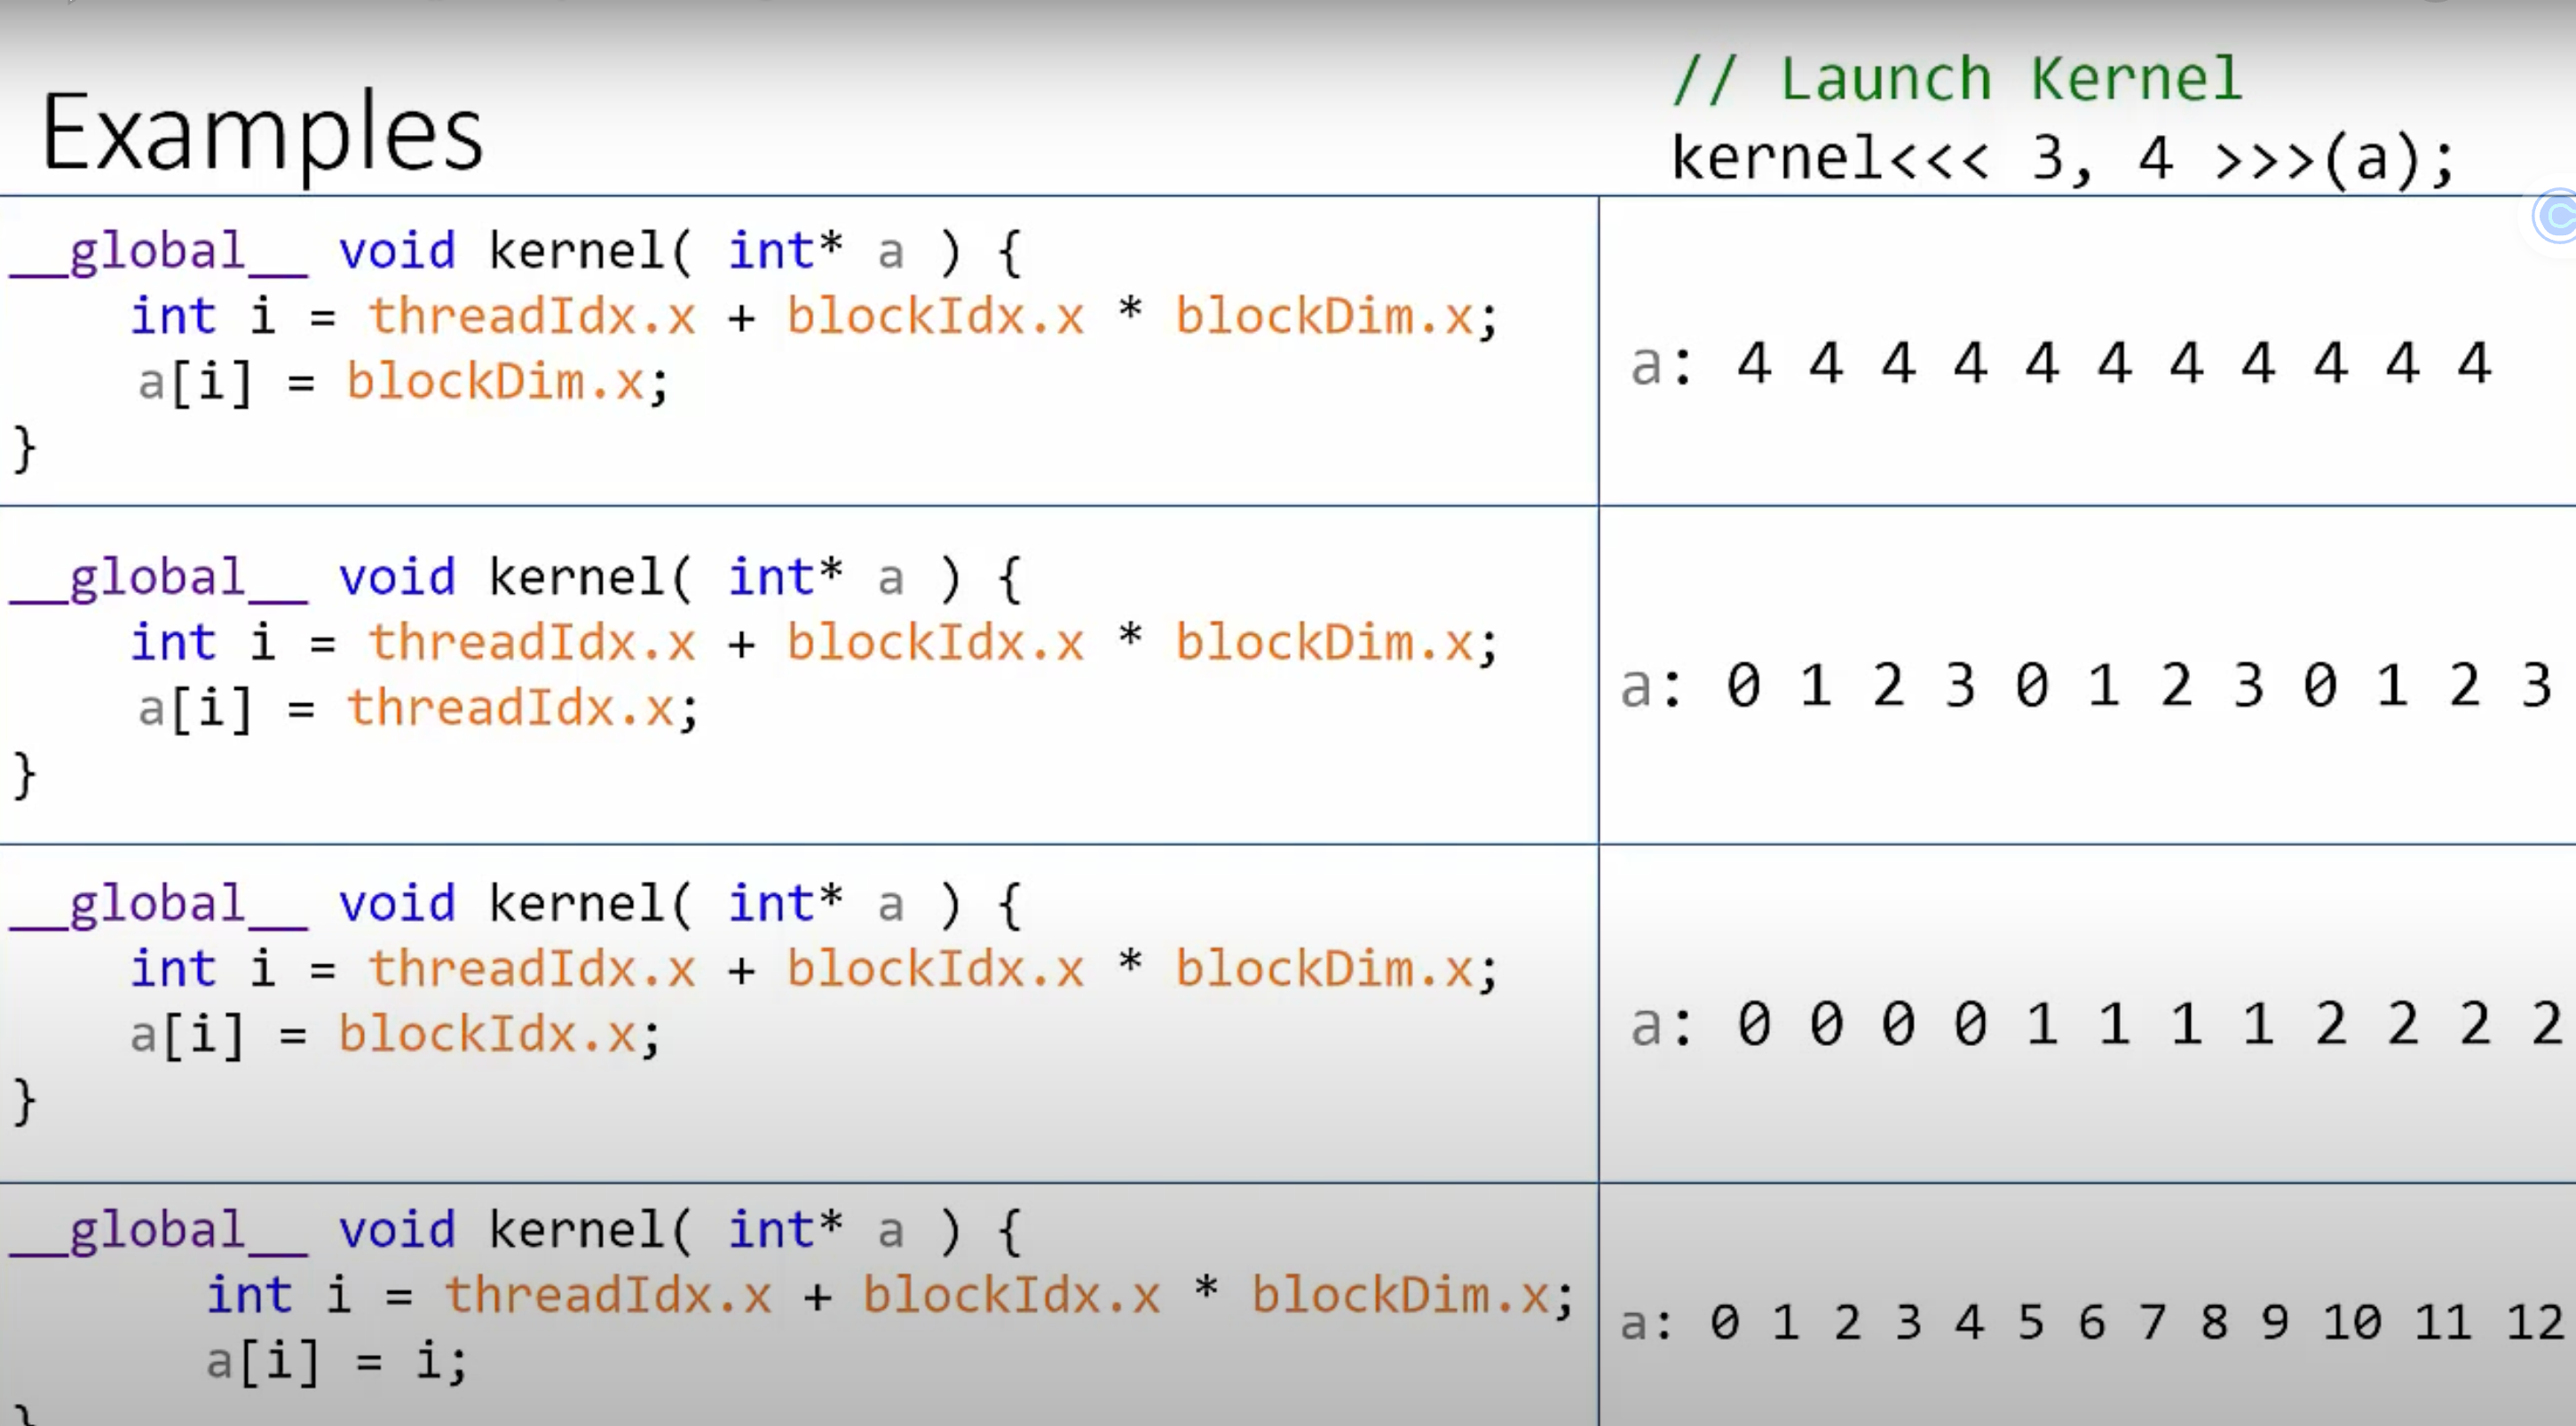 Examples
// Launch Kernel
kernel<<< 3, 4 >>>(a);
__global__ void kernel( int* a ) {
int i = threadIdx.x + blockIdx.x * blockDim.x;
a[i] = blockDim.x;
}
a: 4 4 4 4 4 4 4 4 4 4 4
__global__ void kernel( int* a ) {
int i = threadIdx.x + blockIdx.x * blockDim.x;
a[i] = threadIdx.x;
}
a: 0 1 2 3 0 1 2 3 0 1 2 3
__global__ void kernel( int* a ) {
int i = threadIdx.x + blockIdx.x * blockDim.x;
a[i] = blockIdx.x;
}
a: 0 0 0 0 1 1 1 1 2 2 2 2
__global__ void kernel( int* a ) {
int i = threadIdx.x + blockIdx.x * blockDim.x;
a[i] = i;
}
a: 0 1 2 3 4 5 6 7 8 9 10 11 12